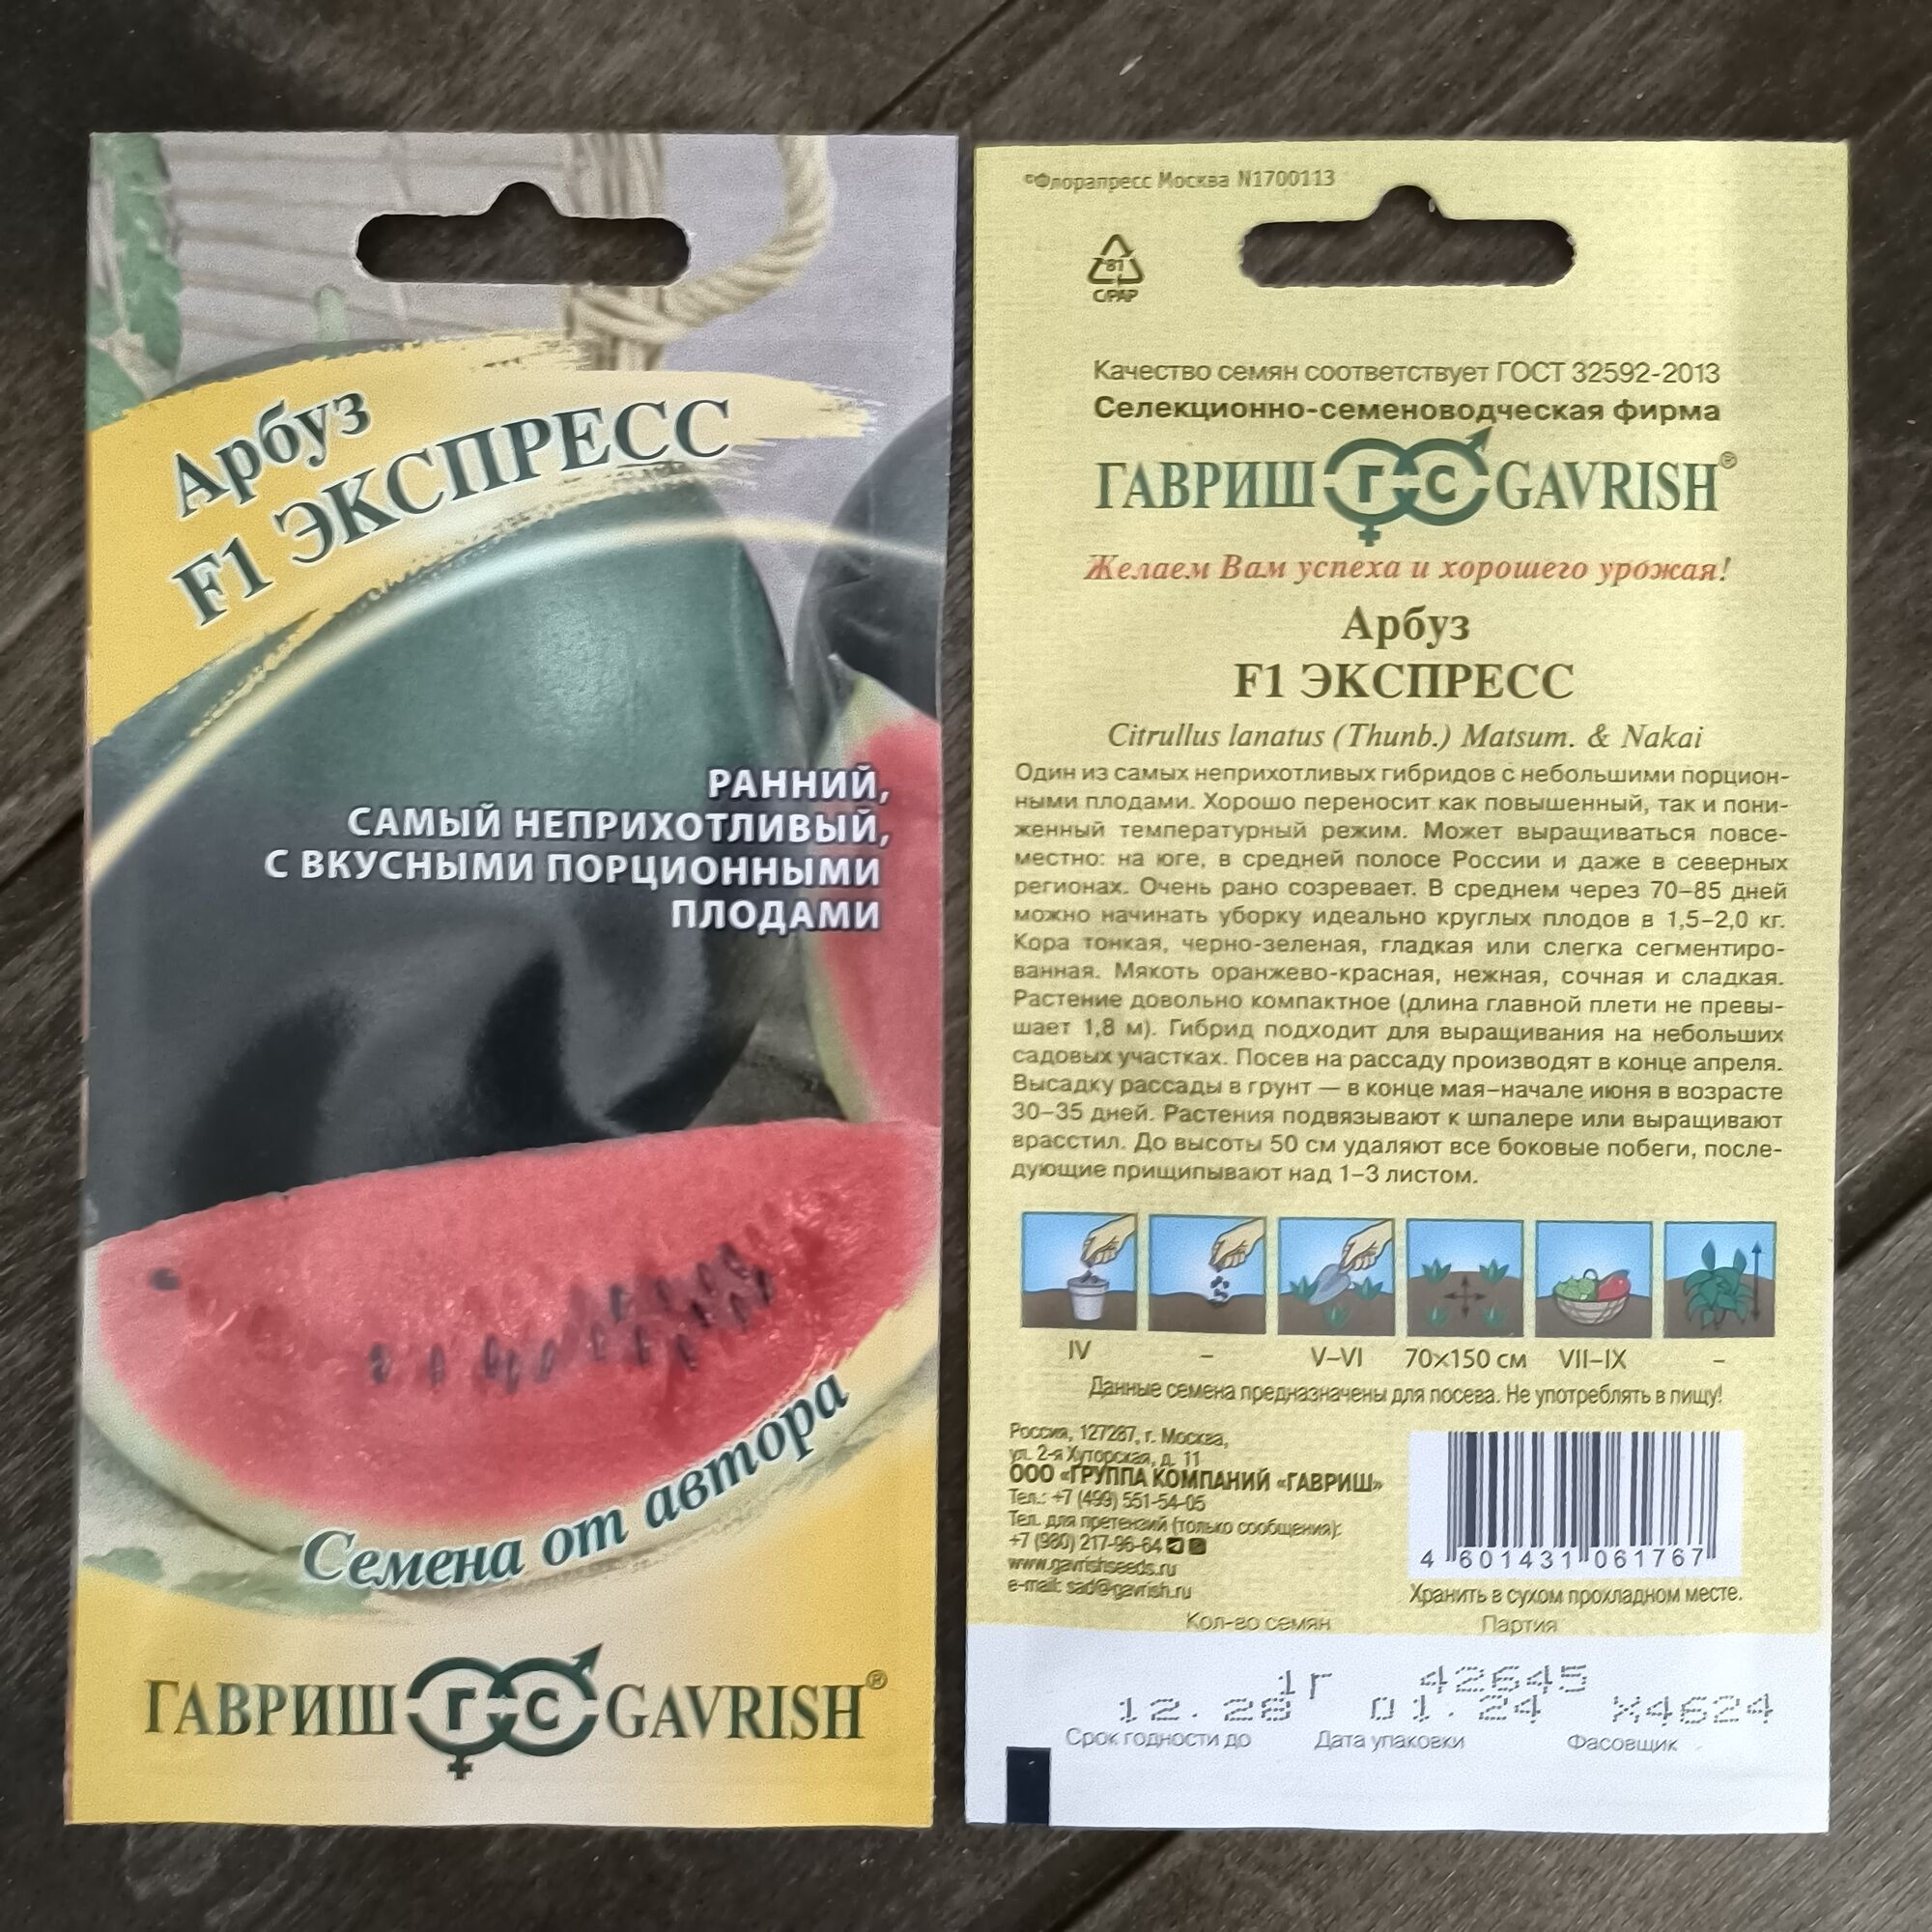 Арбуз
F1 ЭКСПРЕСС
РАННИЙ,
САМЫЙ НЕПРИХОТЛИВЫЙ,
С ВКУСНЫМИ ПОРЦИОННЫМИ
ПЛОДАМИ
Семена от автора
ГАВРИШ ГС GAVRISH®
©Флорапресс Москва N1700113
81
C/PAP
Качество семян соответствует ГОСТ 32592-2013
Селекционно-семеноводческая фирма
ГАВРИШ ГС GAVRISH®
Желаем Вам успеха и хорошего урожая!
Арбуз
F1 ЭКСПРЕСС
Citrullus lanatus (Thunb.) Matsum. & Nakai
Один из самых неприхотливых гибридов с небольшими порцион-
ными плодами. Хорошо переносит как повышенный, так и пони-
женный температурный режим. Может выращиваться повсе-
местно: на юге, в средней полосе России и даже в северных
регионах. Очень рано созревает. В среднем через 70–85 дней
можно начинать уборку идеально круглых плодов в 1,5–2,0 кг.
Кора тонкая, черно-зеленая, гладкая или слегка сегментиро-
ванная. Мякоть оранжево-красная, нежная, сочная и сладкая.
Растение довольно компактное (длина главной плети не превы-
шает 1,8 м). Гибрид подходит для выращивания на небольших
садовых участках. Посев на рассаду производят в конце апреля.
Высадку рассады в грунт — в конце мая–начале июня в возрасте
30–35 дней. Растения подвязывают к шпалере или выращивают
врасстил. До высоты 50 см удаляют все боковые побеги, после-
дующие прищипывают над 1–3 листом.
IV – V–VI 70×150 см VII–IX –
Данные семена предназначены для посева. Не употреблять в пищу!
Россия, 127287, г. Москва,
ул. 2-я Хуторская, д. 11
ООО «ГРУППА КОМПАНИЙ «ГАВРИШ»
Тел.: +7 (499) 551-54-05
Тел. для претензий (только сообщения):
+7 (980) 217-96-64
www.gavrishseeds.ru
e-mail: sad@gavrish.ru
4 601431 061767
Хранить в сухом прохладном месте.
Кол-во семян Партия
1г 42645
12.28 01.24 Х4624
Срок годности до Дата упаковки Фасовщик